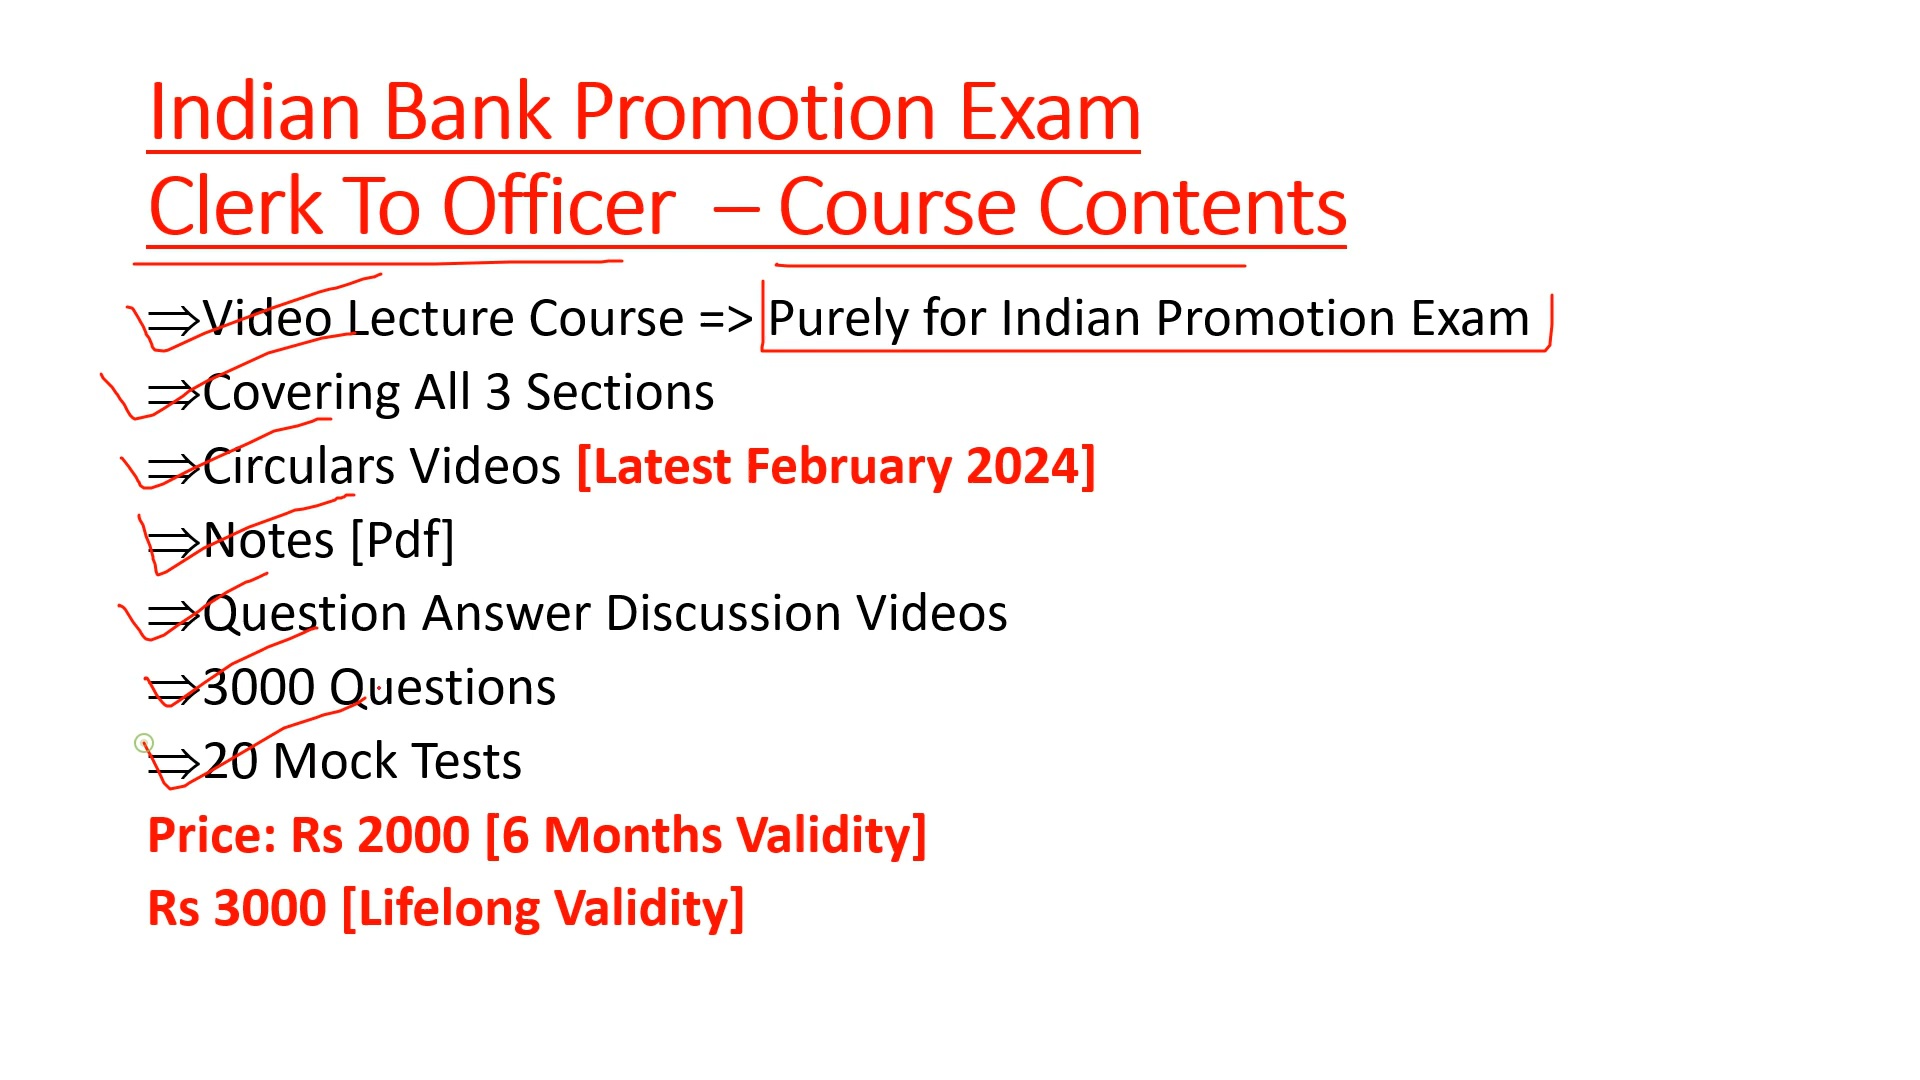 Indian Bank Promotion Exam
Clerk To Officer – Course Contents
⇒Video Lecture Course => Purely for Indian Promotion Exam
⇒Covering All 3 Sections
⇒Circulars Videos [Latest February 2024]
⇒Notes [Pdf]
⇒Question Answer Discussion Videos
⇒3000 Questions
⇒20 Mock Tests
Price: Rs 2000 [6 Months Validity]
Rs 3000 [Lifelong Validity]